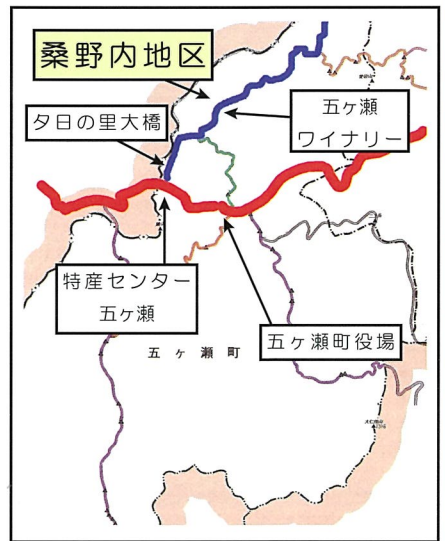 桑野内地区
夕日の里大橋
五ヶ瀬
ワイナリー
特産センター
五ヶ瀬
五ヶ瀬町役場
五ヶ瀬町